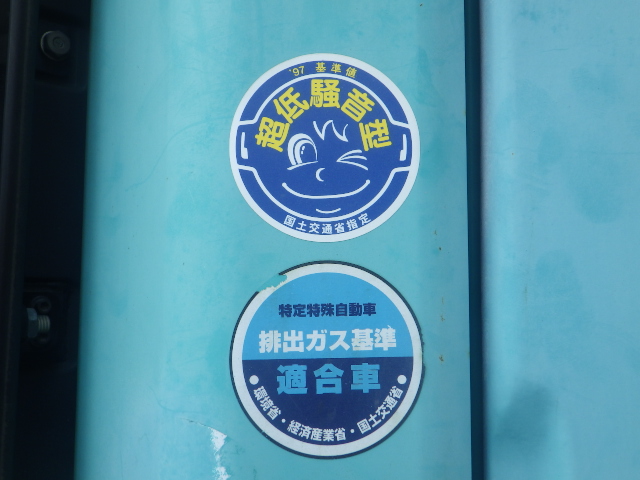 '97 基準値
超低騒音型
国土交通省指定
特定特殊自動車
排出ガス基準
適合車
●環境省・経済産業省・国土交通省●